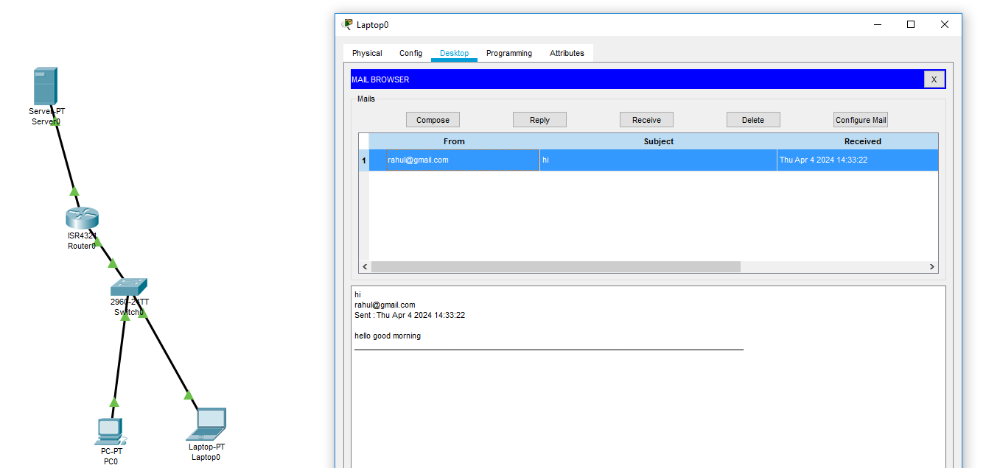 Laptop0
Physical Config Desktop Programming Attributes
MAIL BROWSER X
Mails
Compose Reply Receive Delete Configure Mail
From Subject Received
1 rahul@gmail.com hi Thu Apr 4 2024 14:33:22
hi
rahul@gmail.com
Sent : Thu Apr 4 2024 14:33:22
hello good morning
Server-PT
Server0
ISR4321
Router0
2960-24TT
Switch0
PC-PT
PC0
Laptop-PT
Laptop0